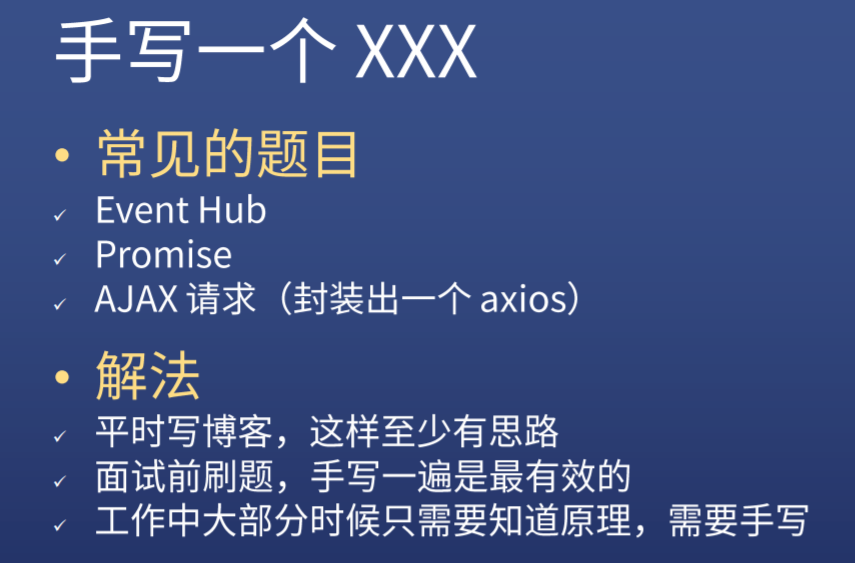 手写一个 XXX
• 常见的题目
✓ Event Hub
✓ Promise
✓ AJAX 请求（封装出一个 axios）
• 解法
✓ 平时写博客，这样至少有思路
✓ 面试前刷题，手写一遍是最有效的
✓ 工作中大部分时候只需要知道原理，需要手写